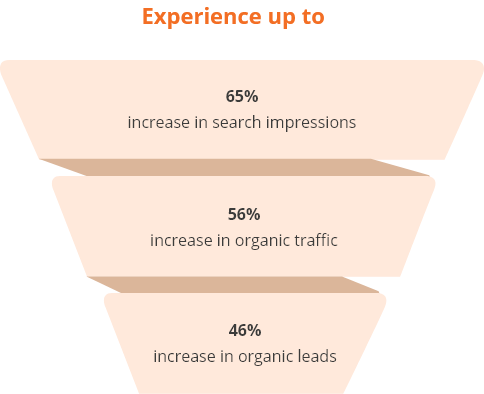 Experience up to
65%
increase in search impressions
56%
increase in organic traffic
46%
increase in organic leads